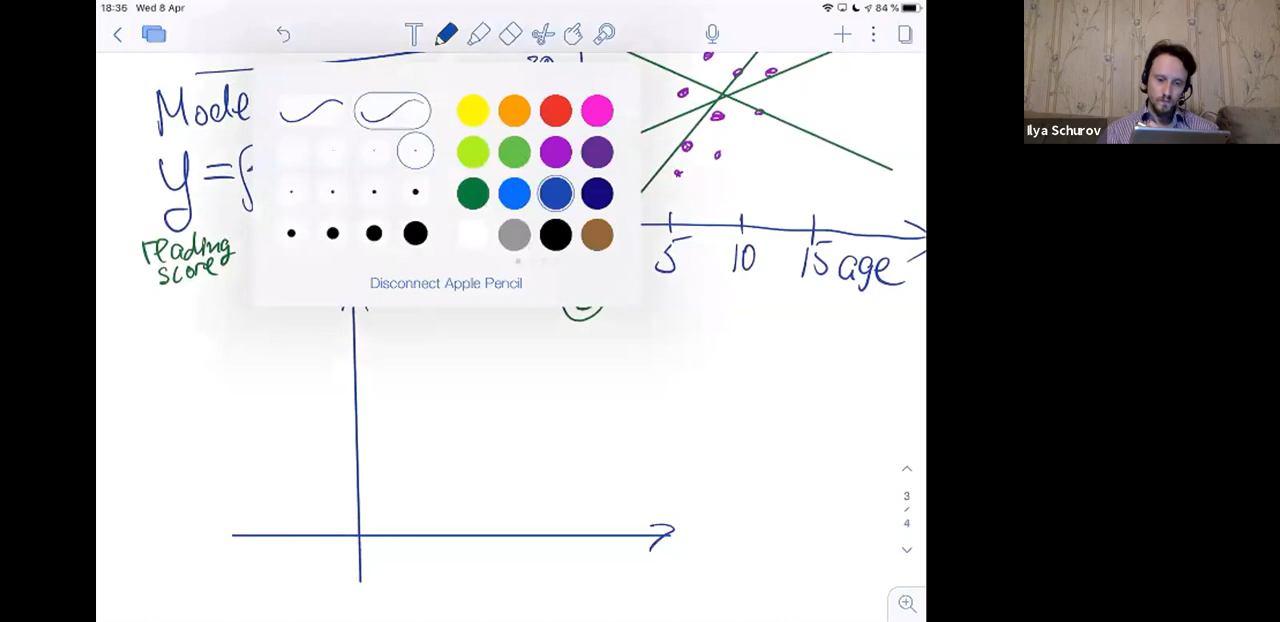 18:36 Wed 8 Apr
84 %
T
Mode
y=f
reading
score
5 10 15 age
Disconnect Apple Pencil
3
/
4
Ilya Schurov